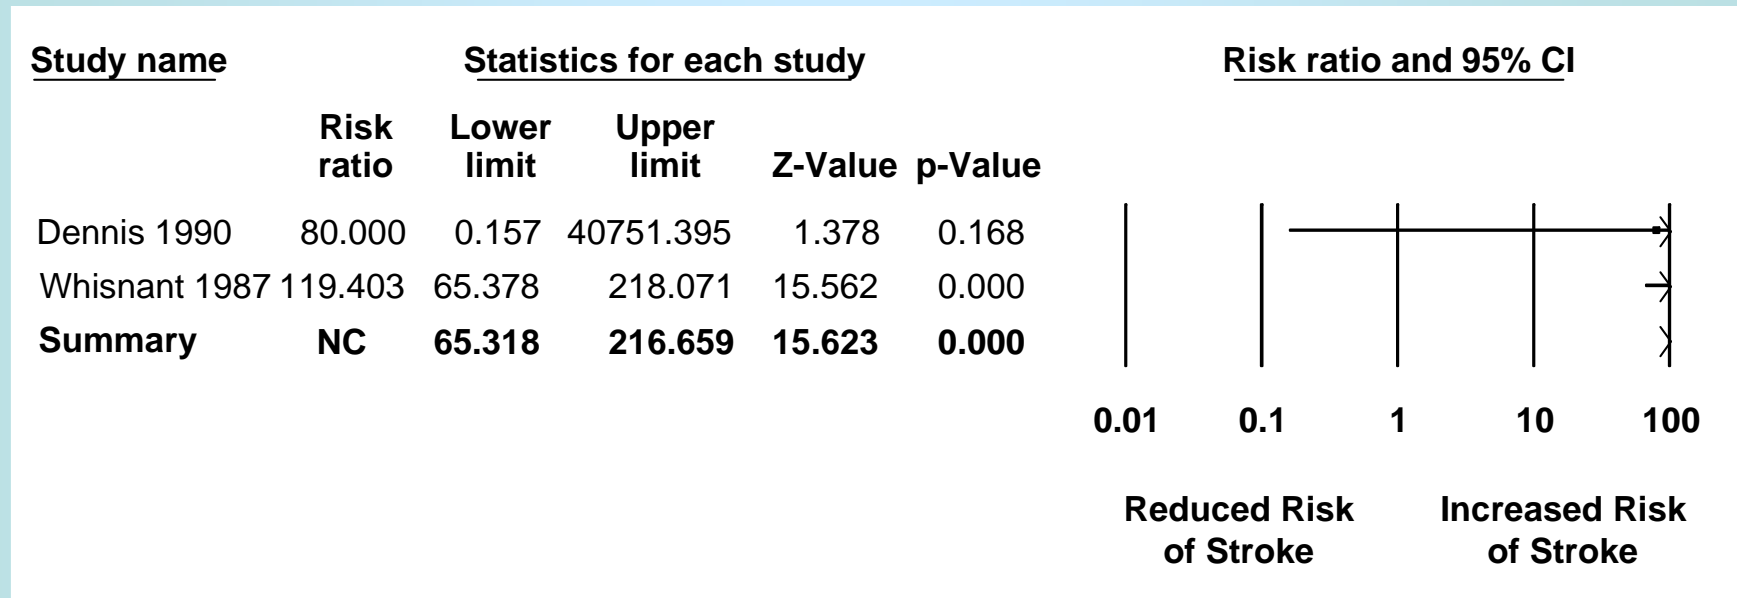 Study name Statistics for each study Risk ratio and 95% CI
Risk Lower Upper
ratio limit limit Z-Value p-Value
Dennis 1990 80.000 0.157 40751.395 1.378 0.168
Whisnant 1987 119.403 65.378 218.071 15.562 0.000
Summary NC 65.318 216.659 15.623 0.000
0.01 0.1 1 10 100
Reduced Risk Increased Risk
of Stroke of Stroke